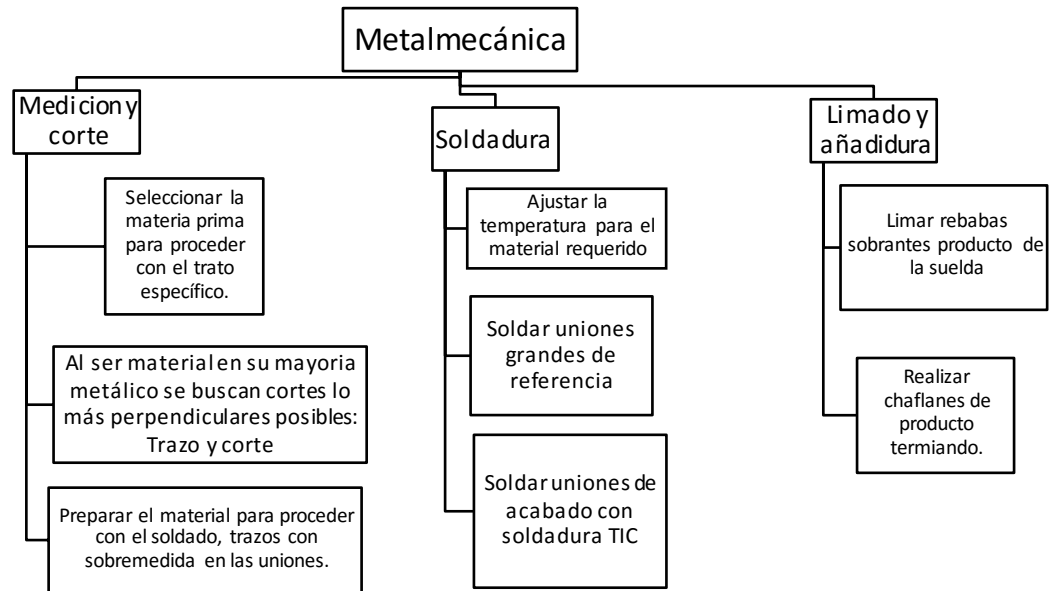 Metalmecánica
Medicion y
corte
Seleccionar la
materia prima
para proceder
con el trato
específico.
Al ser material en su mayoria
metálico se buscan cortes lo
más perpendiculares posibles:
Trazo y corte
Preparar el material para proceder
con el soldado, trazos con
sobremedida en las uniones.
Soldadura
Ajustar la
temperatura para el
material requerido
Soldar uniones
grandes de
referencia
Soldar uniones de
acabado con
soldadura TIC
Limado y
añadidura
Limar rebabas
sobrantes producto de
la suelda
Realizar
chaflanes de
producto
termiando.